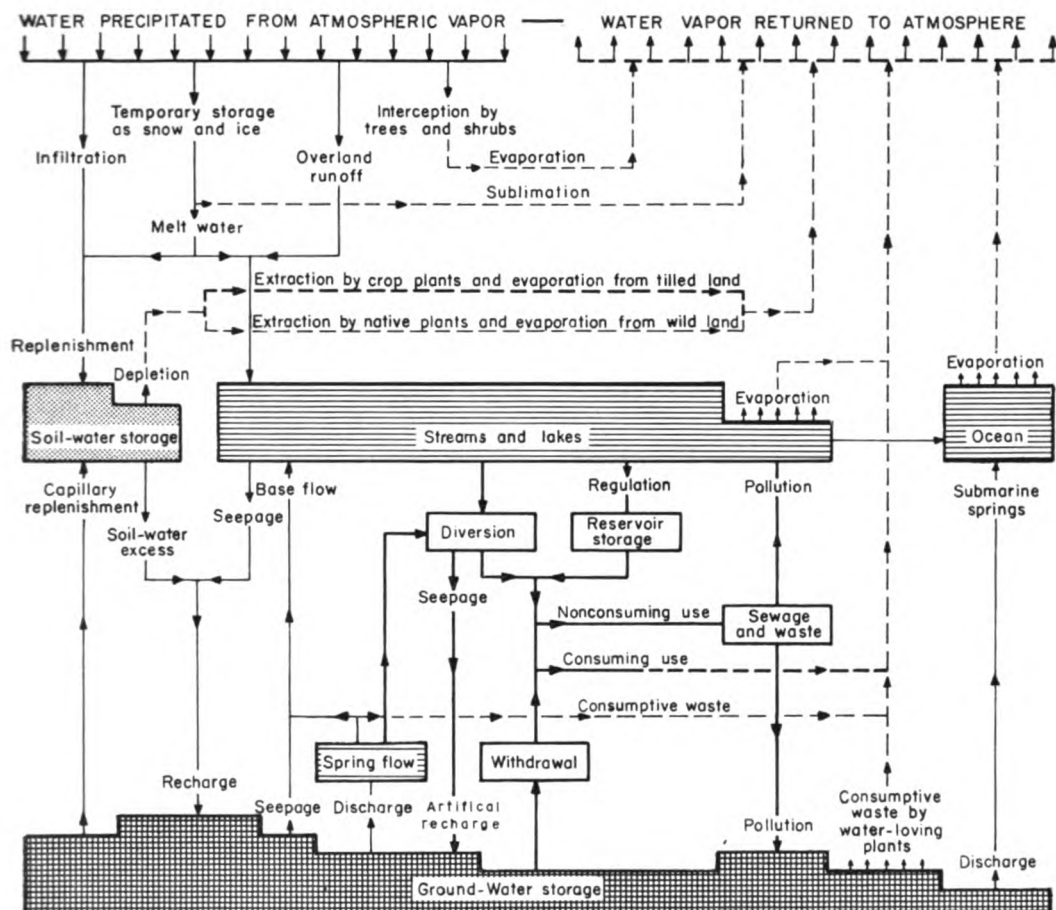 WATER PRECIPITATED FROM ATMOSPHERIC VAPOR
WATER VAPOR RETURNED TO ATMOSPHERE
Temporary storage
as snow and ice
Interception by
trees and shrubs
Infiltration
Overland
runoff
Evaporation
Sublimation
Melt water
Extraction by crop plants and evaporation from tilled land
Extraction by native plants and evaporation from wild land
Replenishment
Depletion
Evaporation
Evaporation
Soil-water storage
Streams and lakes
Ocean
Capillary
replenishment
Seepage
Base flow
Regulation
Pollution
Submarine
springs
Soil-water
excess
Diversion
Reservoir
storage
Seepage
Nonconsuming use
Sewage
and waste
Consuming use
Consumptive waste
Spring flow
Withdrawal
Recharge
Seepage
Discharge
Artifical
recharge
Pollution
Consumptive
waste by
water-loving
plants
Discharge
Ground-Water storage